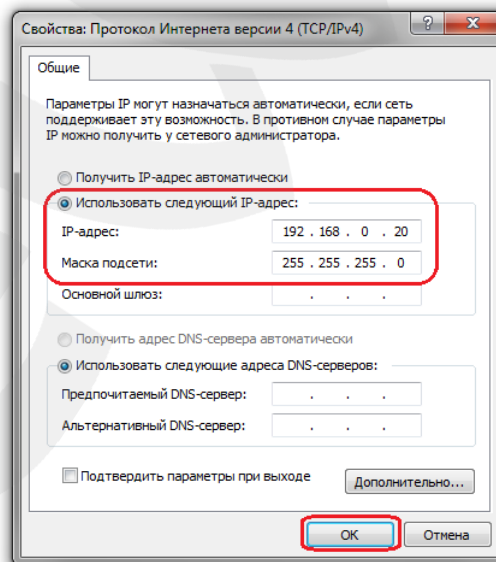 Свойства: Протокол Интернета версии 4 (TCP/IPv4)
?
Общие
Параметры IP могут назначаться автоматически, если сеть
поддерживает эту возможность. В противном случае параметры
IP можно получить у сетевого администратора.
Получить IP-адрес автоматически
Использовать следующий IP-адрес:
IP-адрес: 192 . 168 . 0 . 20
Маска подсети: 255 . 255 . 255 . 0
Основной шлюз: . . .
Получить адрес DNS-сервера автоматически
Использовать следующие адреса DNS-серверов:
Предпочитаемый DNS-сервер: . . .
Альтернативный DNS-сервер: . . .
Подтвердить параметры при выходе
Дополнительно...
ОК
Отмена